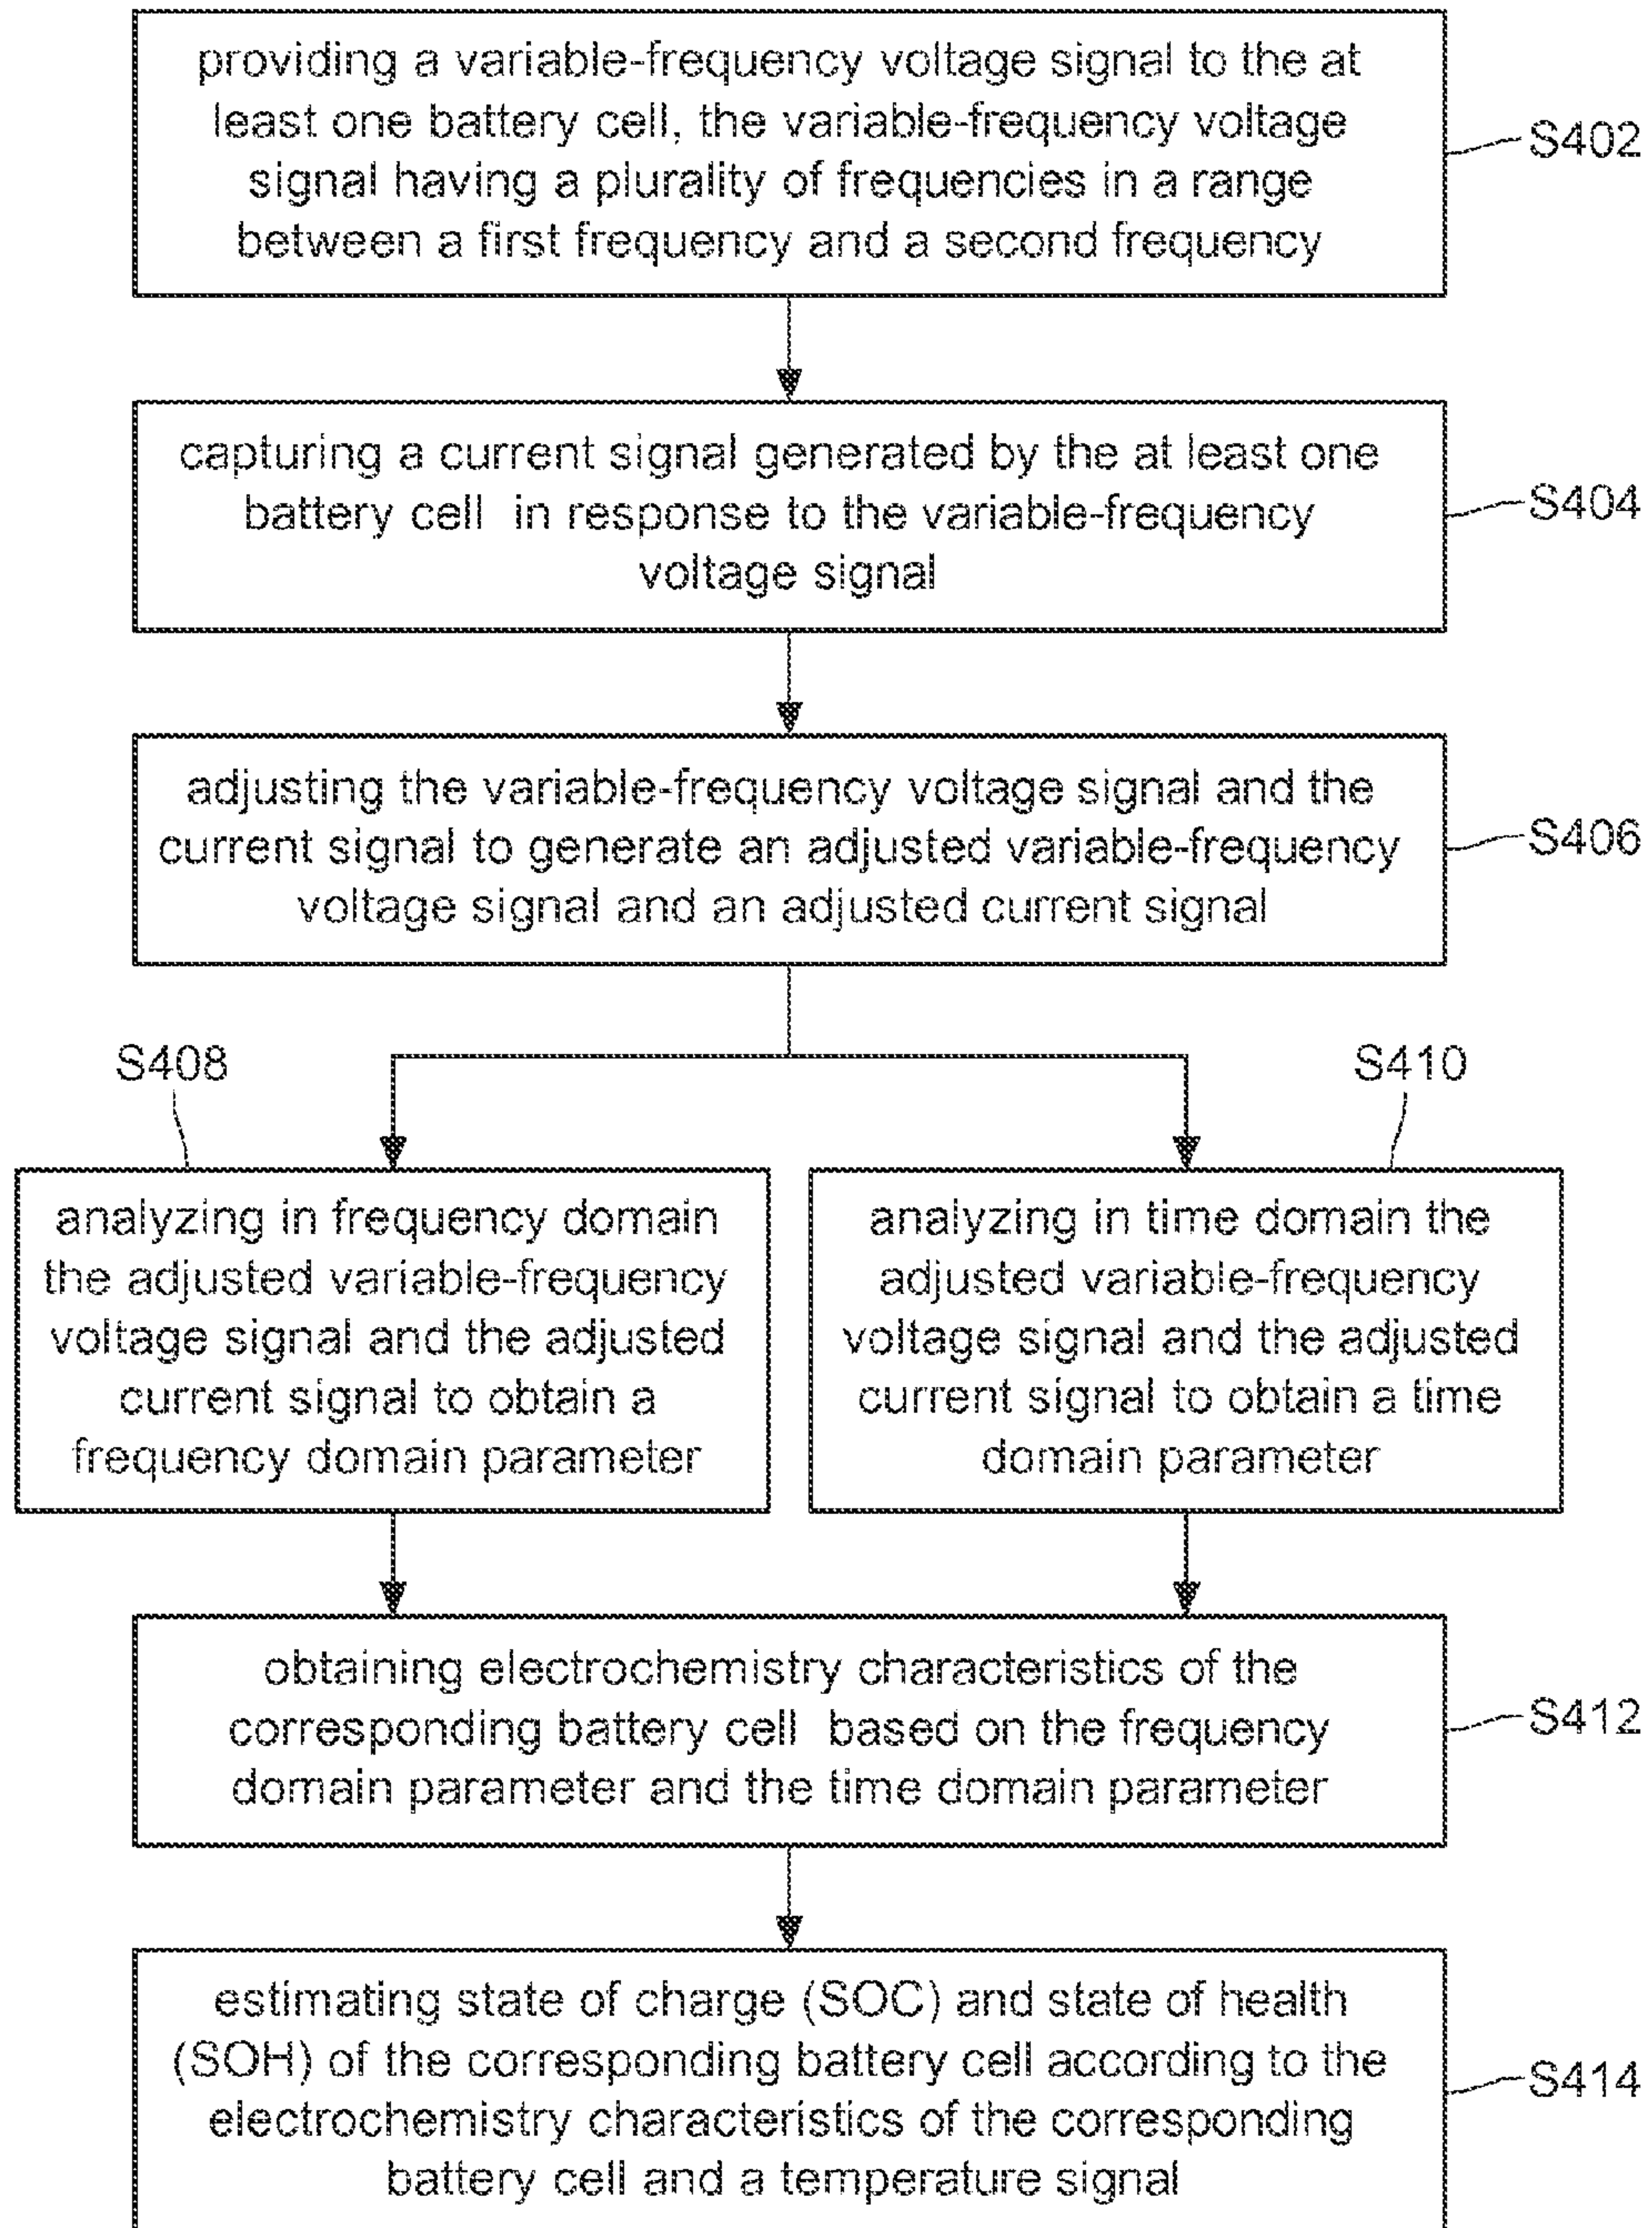 providing a variable-frequency voltage signal to the at
least one battery cell, the variable-frequency voltage
signal having a plurality of frequencies in a range
between a first frequency and a second frequency
S402
capturing a current signal generated by the at least one
battery cell in response to the variable-frequency
voltage signal
S404
adjusting the variable-frequency voltage signal and the
current signal to generate an adjusted variable-frequency
voltage signal and an adjusted current signal
S406
S408
analyzing in frequency domain
the adjusted variable-frequency
voltage signal and the adjusted
current signal to obtain a
frequency domain parameter
S410
analyzing in time domain the
adjusted variable-frequency
voltage signal and the adjusted
current signal to obtain a time
domain parameter
obtaining electrochemistry characteristics of the
corresponding battery cell based on the frequency
domain parameter and the time domain parameter
S412
estimating state of charge (SOC) and state of health
(SOH) of the corresponding battery cell according to the
electrochemistry characteristics of the corresponding
battery cell and a temperature signal
S414